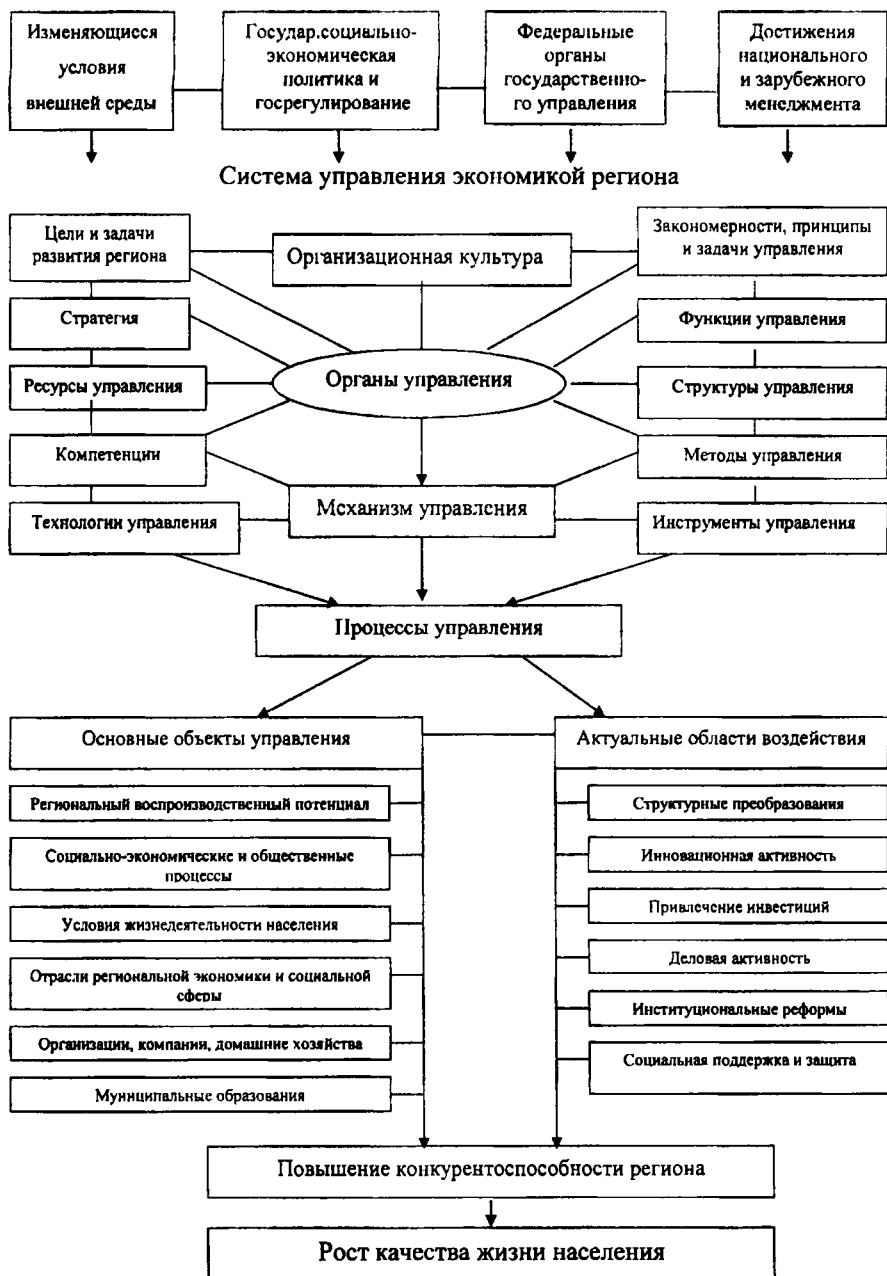 Изменяющисся
условия
внешней среды
Государ.социально-
экономическая
политика и
госрегулирование
Федеральные
органы
государственно-
го управления
Достижения
национального
и зарубежного
менеджмента
Система управления экономикой региона
Цели и задачи
развития региона
Организационная культура
Закономерности, принципы
и задачи управления
Стратегия
Функции управления
Ресурсы управления
Органы управления
Структуры управления
Компетенции
Методы управления
Технологии управления
Механизм управления
Инструменты управления
Процессы управления
Основные объекты управления
Актуальные области воздействия
Региональный воспроизводственный потенциал
Социально-экономические и общественные
процессы
Условия жизнедеятельности населения
Отрасли региональной экономики и социальной
сферы
Организации, компании, домашние хозяйства
Муниципальные образования
Структурные преобразования
Инновационная активность
Привлечение инвестиций
Деловая активность
Институциональные реформы
Социальная поддержка и защита
Повышение конкурентоспособности региона
Рост качества жизни населения